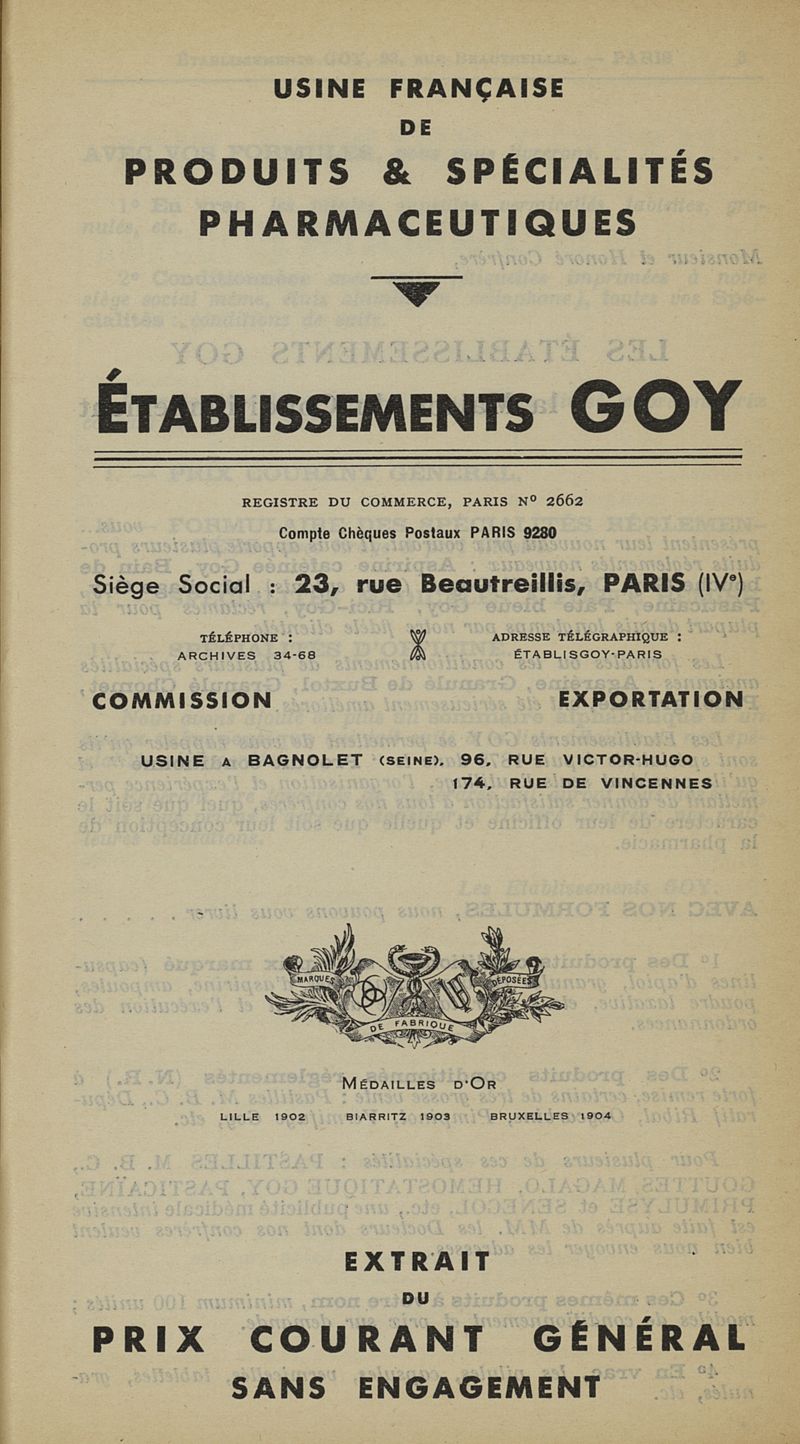 USINE FRANÇAISE
DE
PRODUITS & SPÉCIALITÉS
PHARMACEUTIQUES
ÉTABLISSEMENTS GOY
REGISTRE DU COMMERCE, PARIS Nº 2662
Compte Chèques Postaux PARIS 9280
Siège Social : 23, rue Beautreillis, PARIS (IVᵉ)
TÉLÉPHONE :
ARCHIVES 34-68
ADRESSE TÉLÉGRAPHIQUE :
ÉTABLISGOY-PARIS
COMMISSION EXPORTATION
USINE A BAGNOLET (SEINE), 96, RUE VICTOR-HUGO
174, RUE DE VINCENNES
MARQUES DÉPOSÉES
DE FABRIQUE
MÉDAILLES D'OR
LILLE 1902 BIARRITZ 1903 BRUXELLES 1904
EXTRAIT
DU
PRIX COURANT GÉNÉRAL
SANS ENGAGEMENT